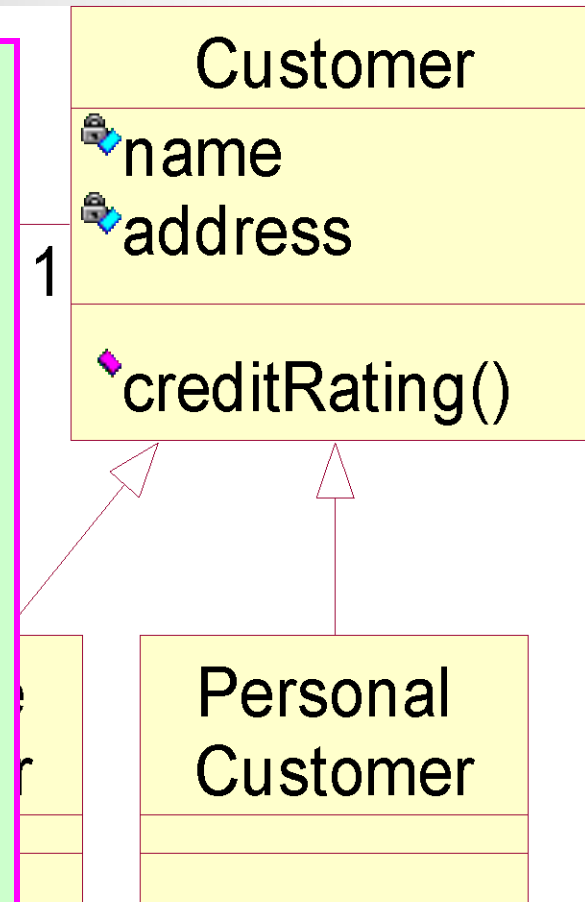 Customer
name
address
1
creditRating()
Personal
Customer